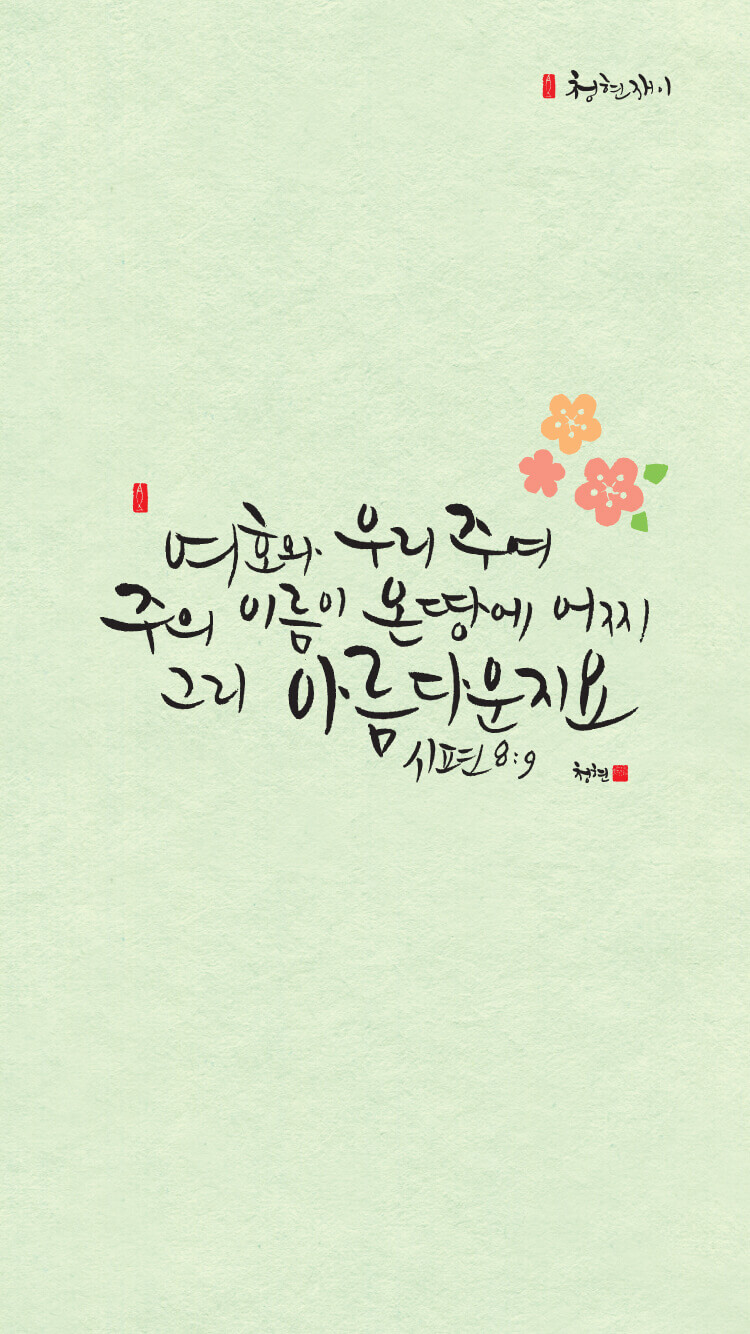 청현재이
여호와 우리 주여
주의 이름이 온 땅에 어찌
그리 아름다운지요
시편 8:9
청현